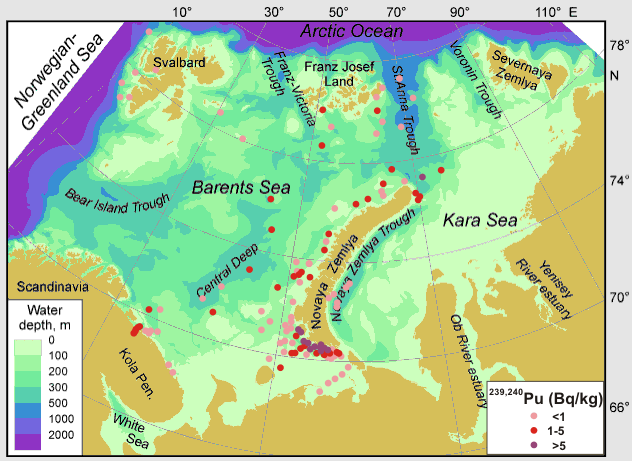 10° 30° 50° 70° 90° 110° E
Arctic Ocean
78°
N
Norwegian-
Greenland Sea
Svalbard
Franz-Victoria
Trough
Franz Josef
Land
St. Anna Trough
Voronin Trough
Severnaya
Zemlya
74°
Bear Island Trough
Barents Sea
Kara Sea
Central Deep
Novaya Zemlya
Novaya Zemlya Trough
Yenisey
River estuary
70°
Scandinavia
Ob River estuary
Kola Pen.
White
Sea
66°
Water
depth, m
0
100
200
300
500
1000
2000
239,240Pu (Bq/kg)
<1
1-5
>5